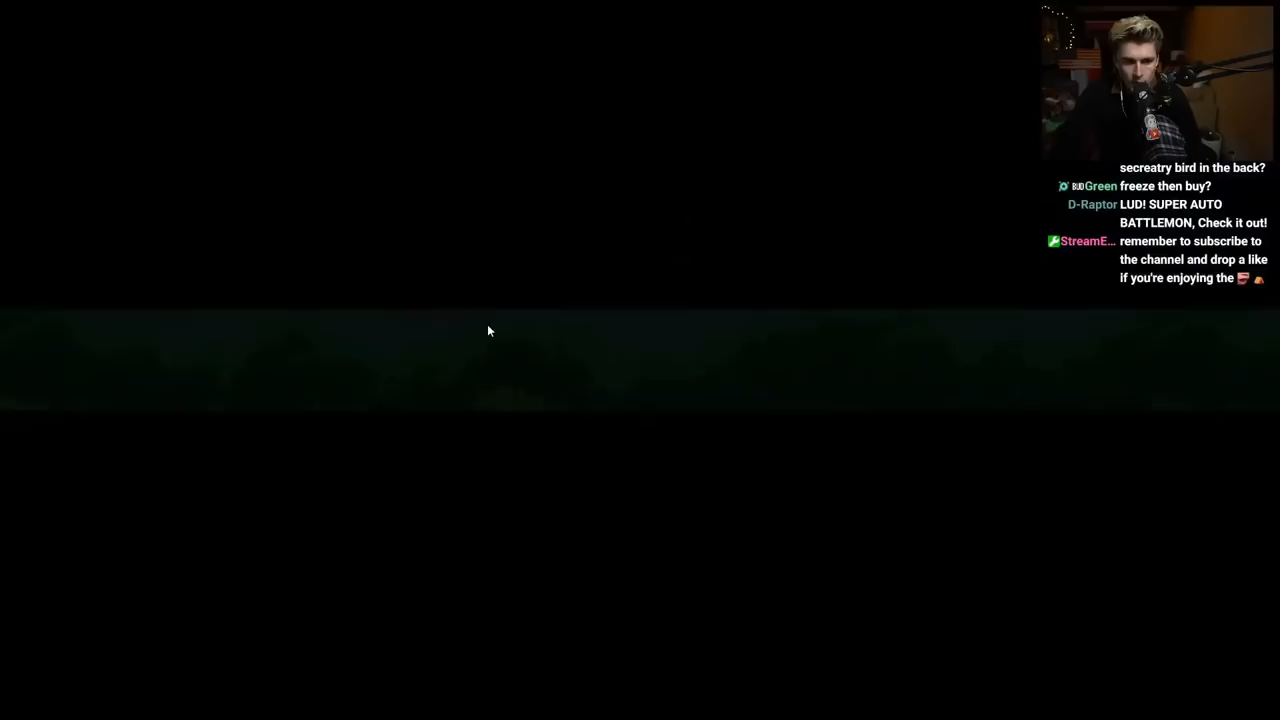 secreatry bird in the back?
Green freeze then buy?
D-Raptor LUD! SUPER AUTO
BATTLEMON, Check it out!
StreamE... remember to subscribe to
the channel and drop a like
if you're enjoying the